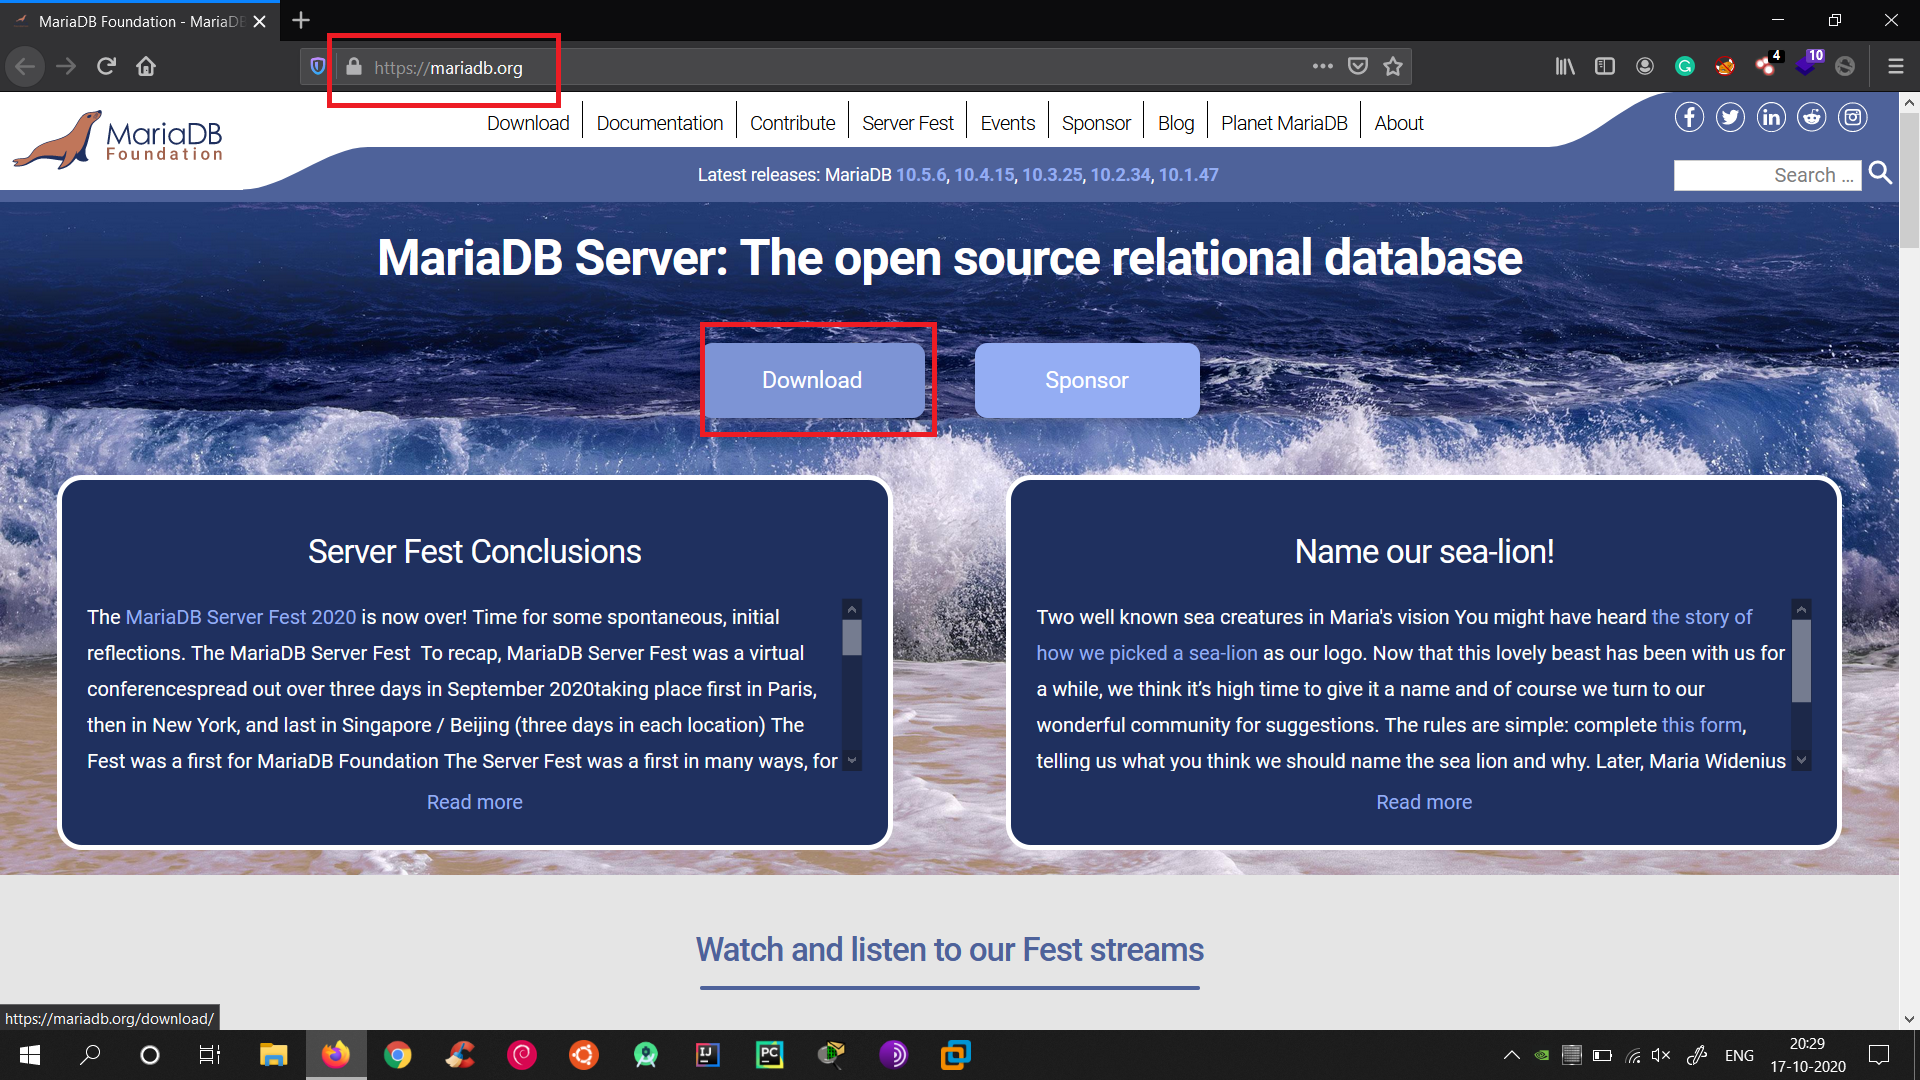 MariaDB Foundation - MariaDB
https://mariadb.org
4
10
MariaDB
Foundation
Download
Documentation
Contribute
Server Fest
Events
Sponsor
Blog
Planet MariaDB
About
Latest releases: MariaDB 10.5.6, 10.4.15, 10.3.25, 10.2.34, 10.1.47
Search ...
MariaDB Server: The open source relational database
Download
Sponsor
Server Fest Conclusions
The MariaDB Server Fest 2020 is now over! Time for some spontaneous, initial
reflections. The MariaDB Server Fest  To recap, MariaDB Server Fest was a virtual
conferencespread out over three days in September 2020taking place first in Paris,
then in New York, and last in Singapore / Beijing (three days in each location) The
Fest was a first for MariaDB Foundation The Server Fest was a first in many ways, for
Read more
Name our sea-lion!
Two well known sea creatures in Maria's vision You might have heard the story of
how we picked a sea-lion as our logo. Now that this lovely beast has been with us for
a while, we think it’s high time to give it a name and of course we turn to our
wonderful community for suggestions. The rules are simple: complete this form,
telling us what you think we should name the sea lion and why. Later, Maria Widenius
Read more
Watch and listen to our Fest streams
https://mariadb.org/download/
IJ
PC
ENG
20:29
17-10-2020